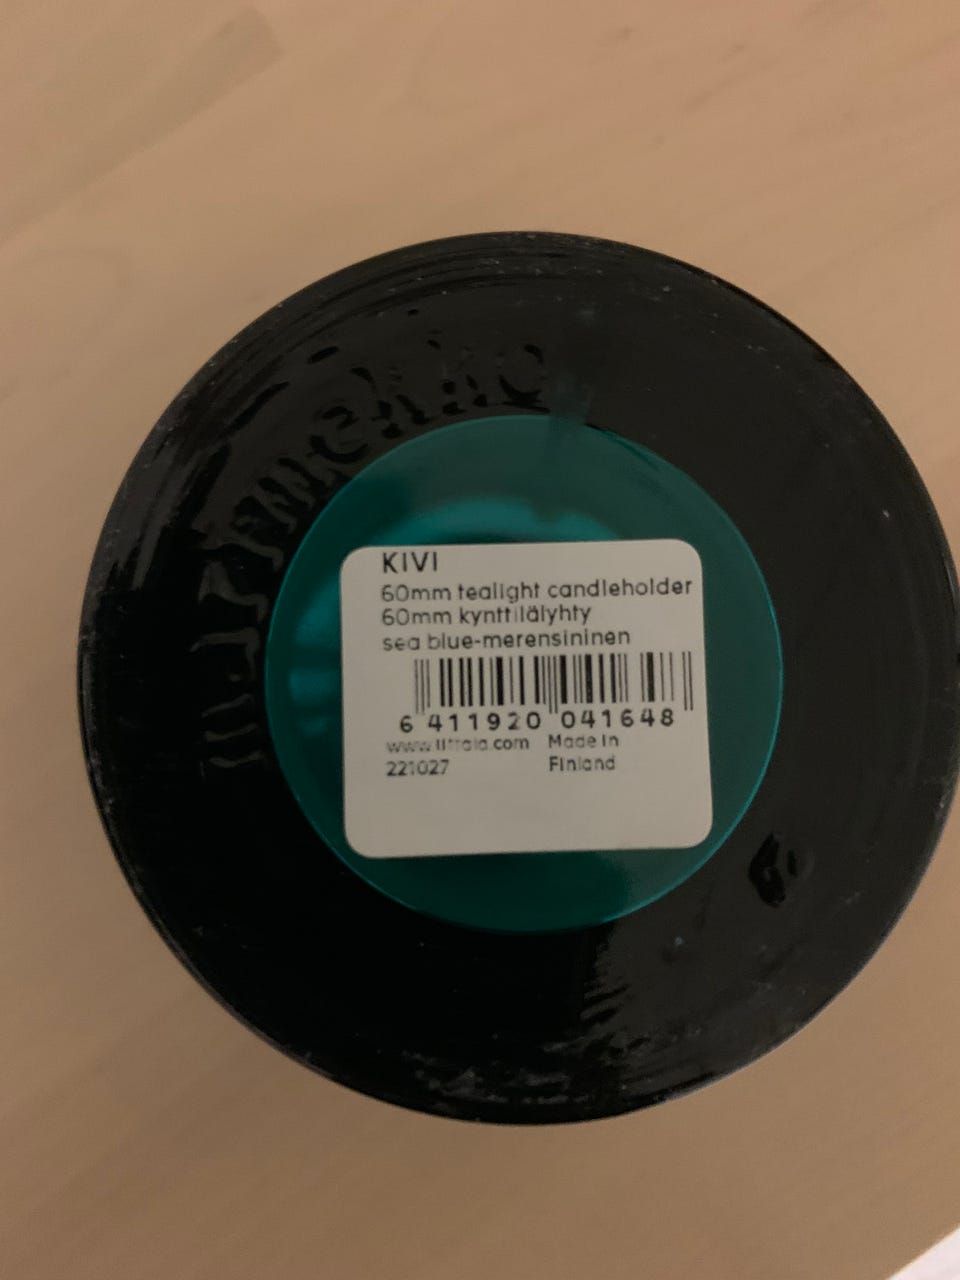 marimekko
KIVI
60mm tealight candleholder
60mm kynttilälyhty
sea blue-merensininen
6 411920 041648
www.iittala.com Made in
221027 Finland